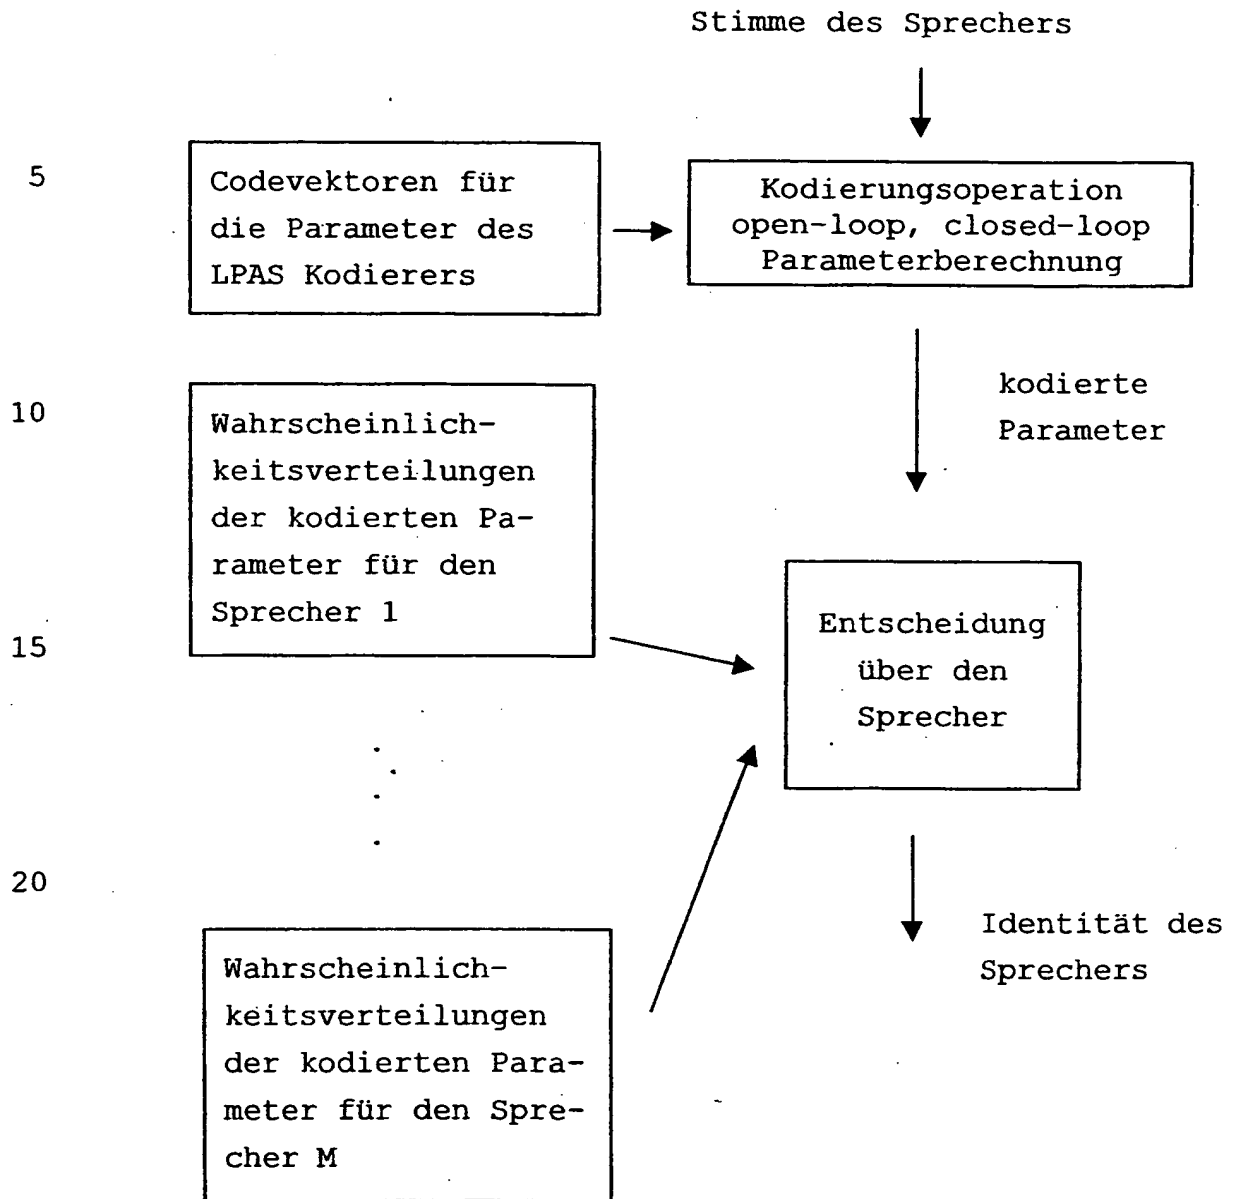 Stimme des Sprechers
5
Codevektoren für
die Parameter des
LPAS Kodierers
Kodierungsoperation
open-loop, closed-loop
Parameterberechnung
10
kodierte
Parameter
Wahrscheinlich-
keitsverteilungen
der kodierten Pa-
rameter für den
Sprecher 1
15
Entscheidung
über den
Sprecher
20
Identität des
Sprechers
Wahrscheinlich-
keitsverteilungen
der kodierten Para-
meter für den Spre-
cher M